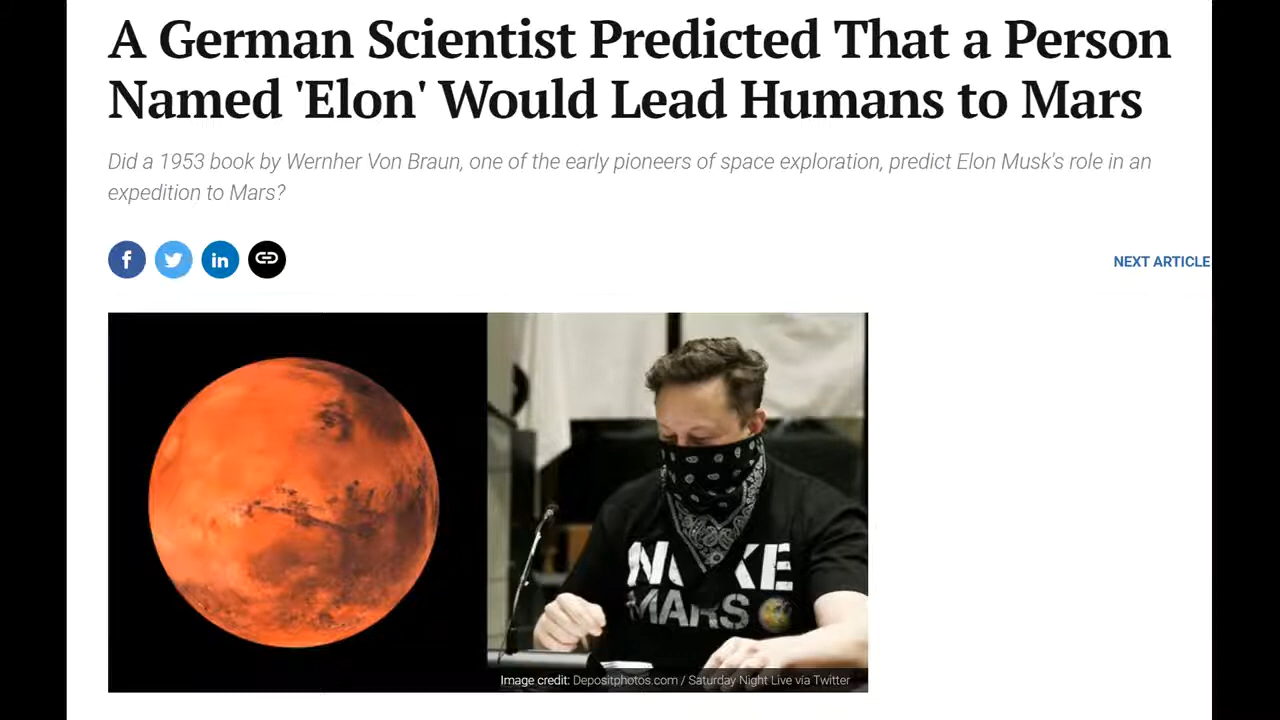 A German Scientist Predicted That a Person
Named 'Elon' Would Lead Humans to Mars
Did a 1953 book by Wernher Von Braun, one of the early pioneers of space exploration, predict Elon Musk's role in an
expedition to Mars?
NEXT ARTICLE
MARS
Image credit: Depositphotos.com / Saturday Night Live via Twitter